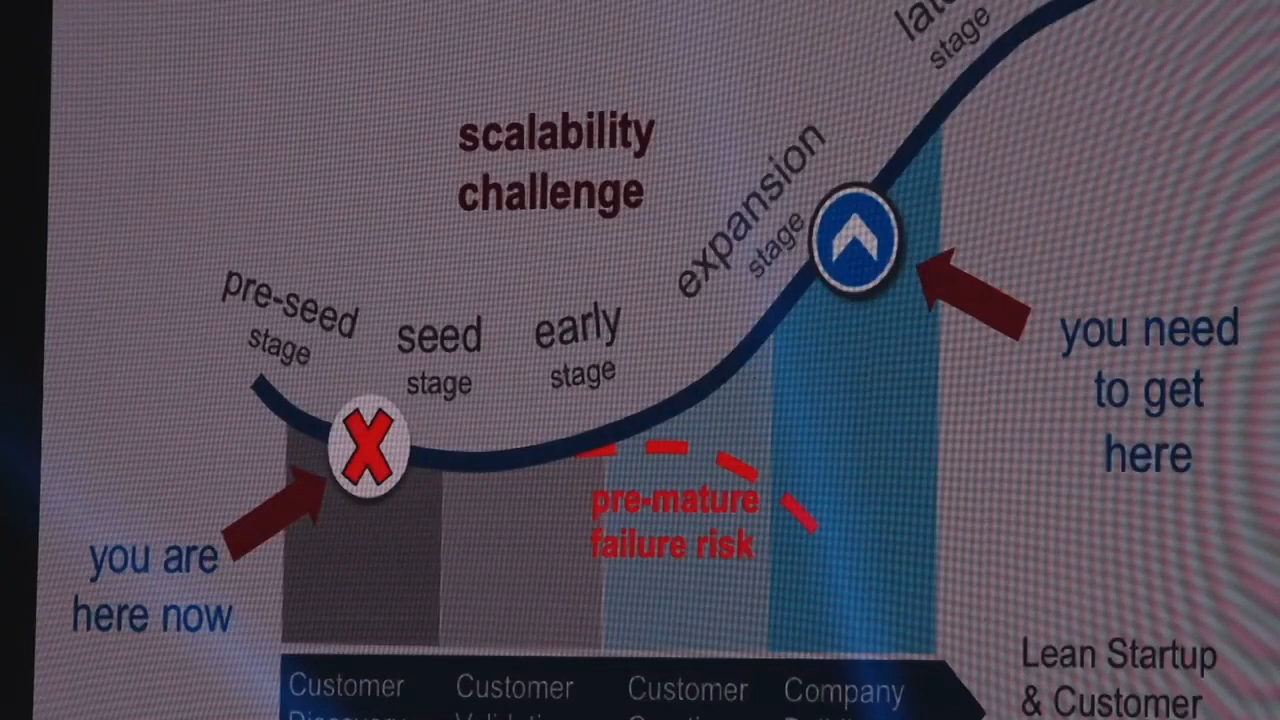 late
stage
scalability
challenge
expansion
stage
pre-seed
stage
seed
stage
early
stage
you need
to get
here
X
pre-mature
failure risk
you are
here now
Lean Startup
& Customer
Customer
Customer
Customer
Company